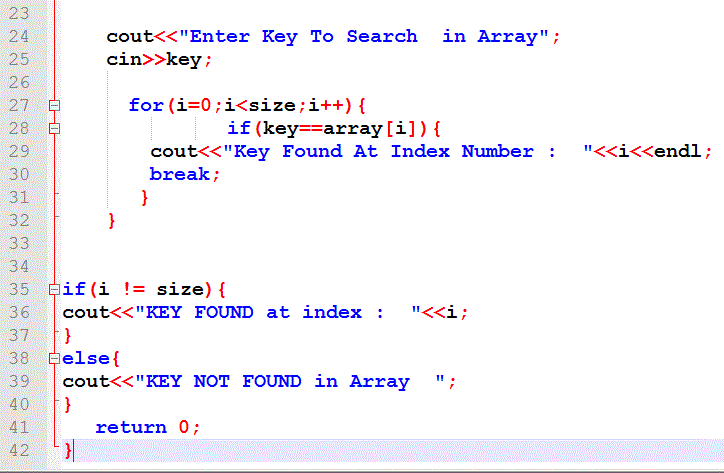 23
24 cout<<"Enter Key To Search  in Array";
25 cin>>key;
26
27 for(i=0;i<size;i++){
28 if(key==array[i]){
29 cout<<"Key Found At Index Number :  "<<i<<endl;
30 break;
31 }
32 }
33
34
35 if(i != size){
36 cout<<"KEY FOUND at index :  "<<i;
37 }
38 else{
39 cout<<"KEY NOT FOUND in Array  ";
40 }
41 return 0;
42 }